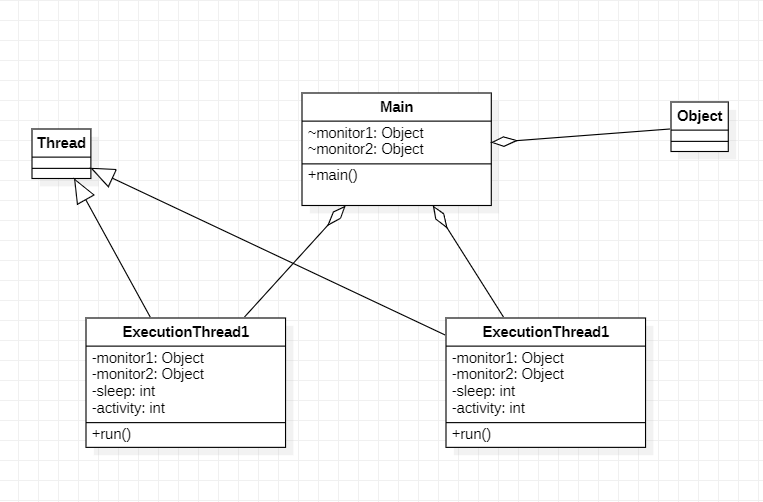 Main
~monitor1: Object
~monitor2: Object
+main()
Object
Thread
ExecutionThread1
-monitor1: Object
-monitor2: Object
-sleep: int
-activity: int
+run()
ExecutionThread1
-monitor1: Object
-monitor2: Object
-sleep: int
-activity: int
+run()